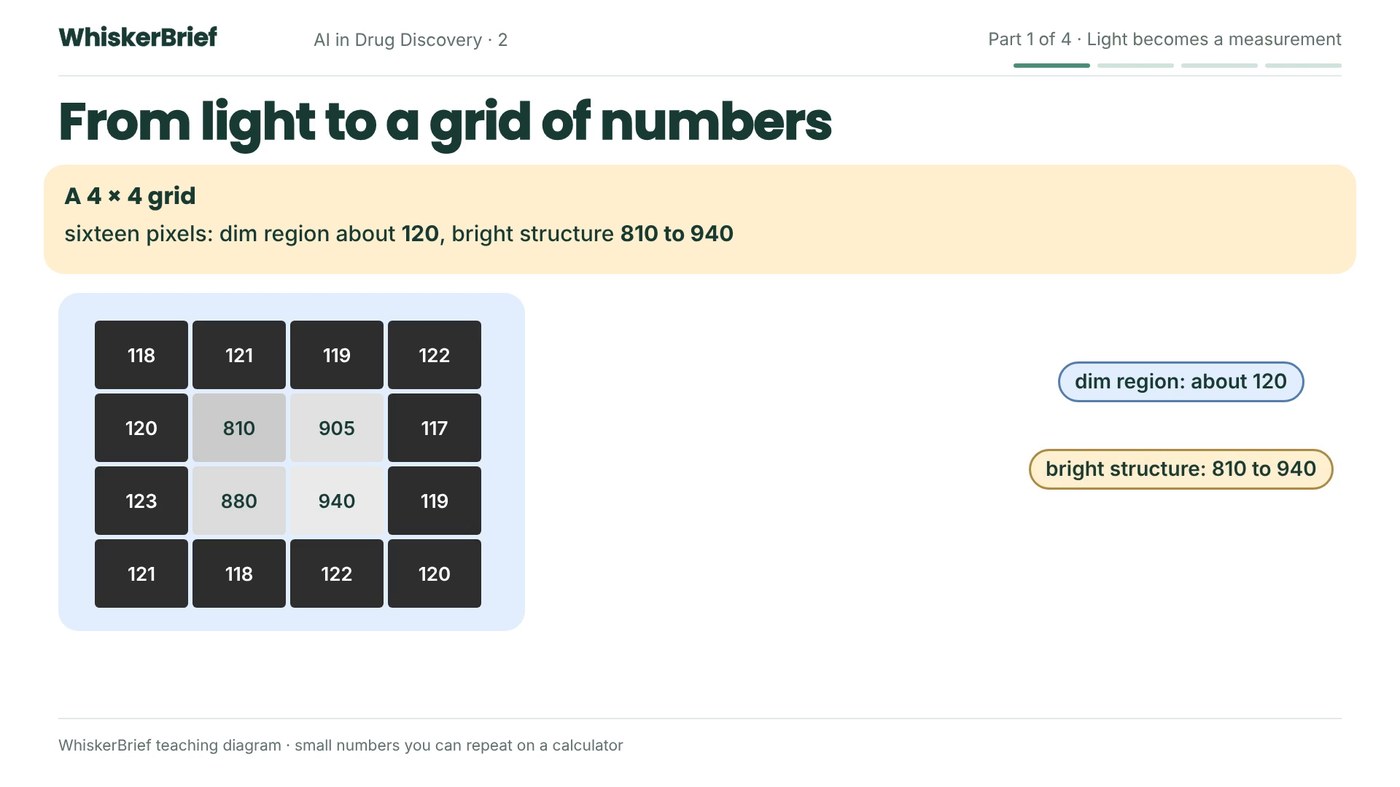 WhiskerBrief
AI in Drug Discovery · 2
Part 1 of 4 · Light becomes a measurement
From light to a grid of numbers
A 4 × 4 grid
sixteen pixels: dim region about 120, bright structure 810 to 940
118 121 119 122
120 810 905 117
123 880 940 119
121 118 122 120
dim region: about 120
bright structure: 810 to 940
WhiskerBrief teaching diagram · small numbers you can repeat on a calculator